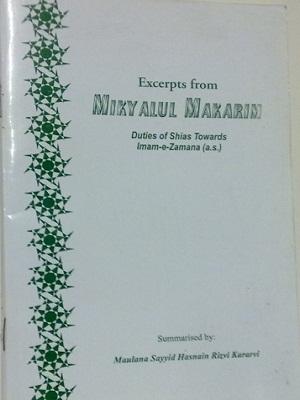 Excerpts from
MIKYALUL MAKARIM
Duties of Shias Towards
Imam-e-Zamana (a.s.)
Summarised by:
Maulana Sayyid Hasnain Rizvi Kararvi